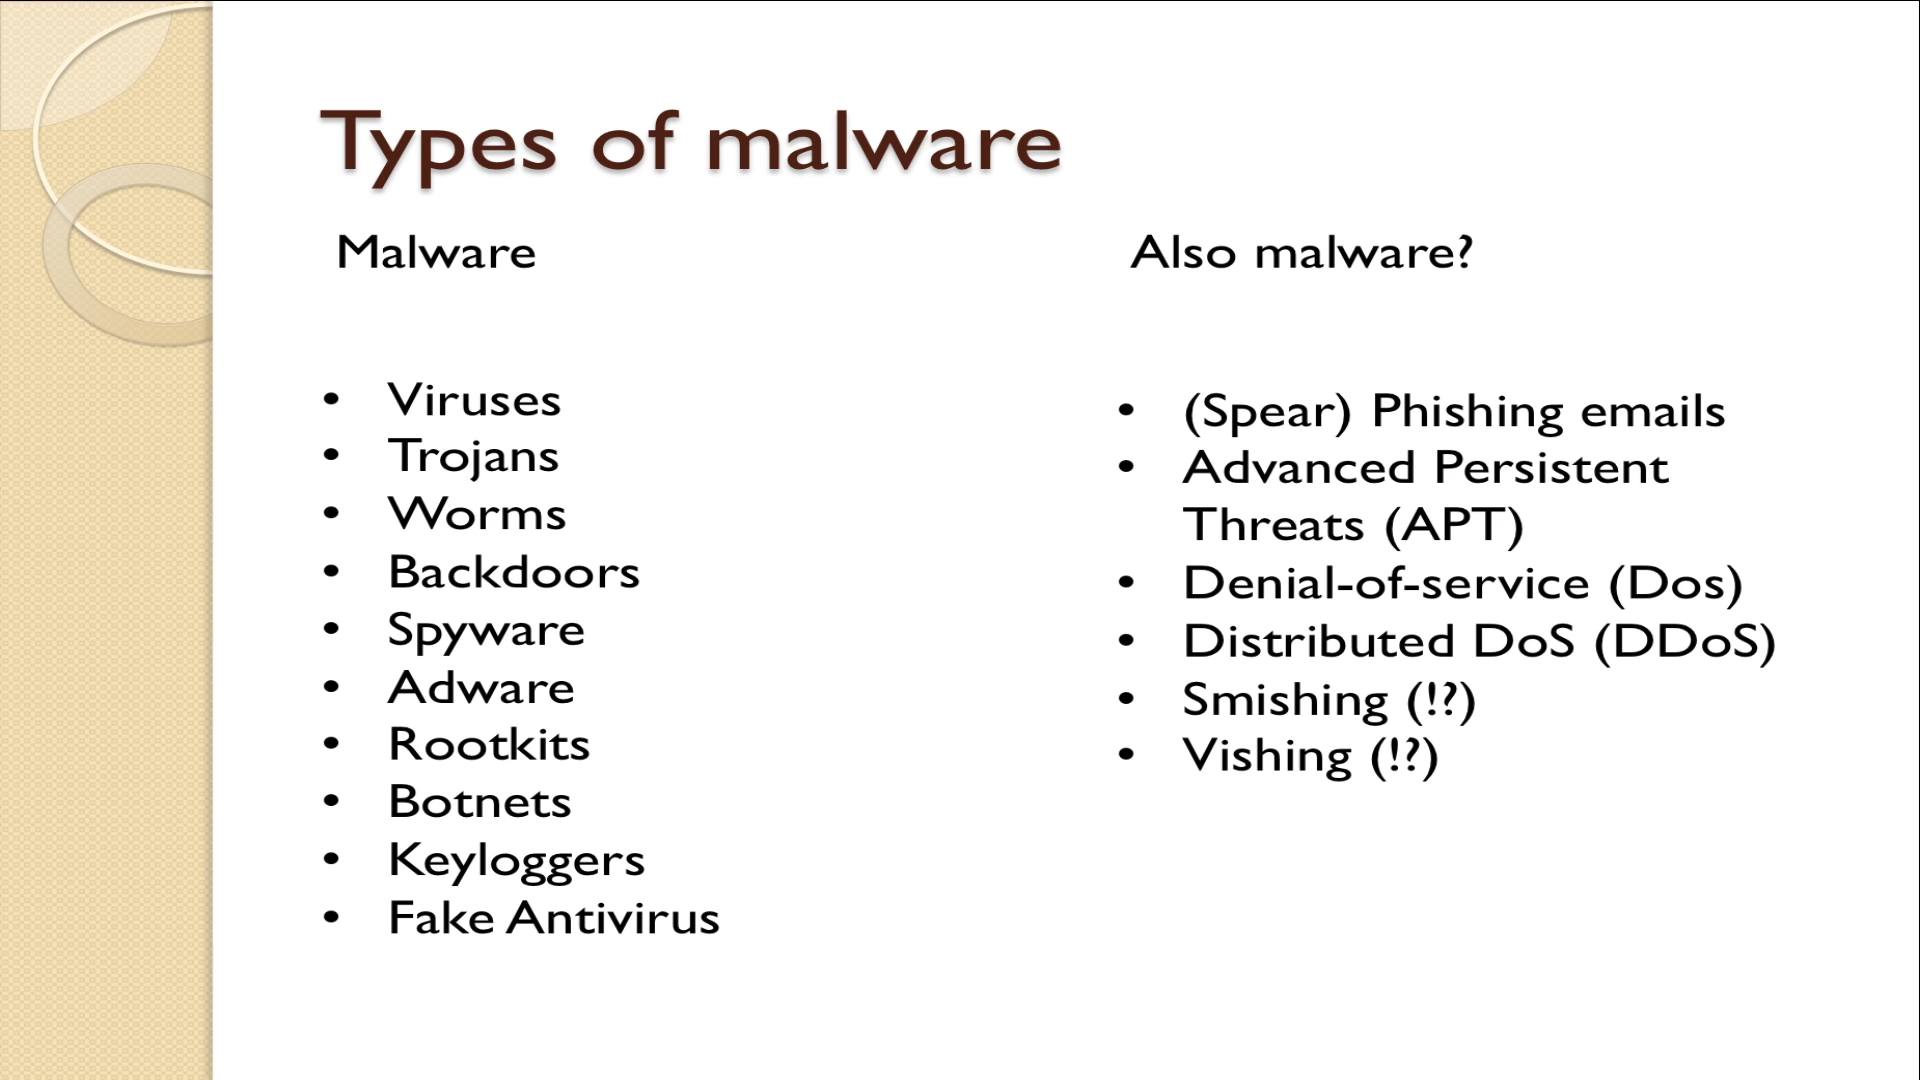 Types of malware
Malware
Viruses
Trojans
Worms
Backdoors
Spyware
Adware
Rootkits
Botnets
Keyloggers
Fake Antivirus
Also malware?
(Spear) Phishing emails
Advanced Persistent
Threats (APT)
Denial-of-service (Dos)
Distributed DoS (DDoS)
Smishing (!?)
Vishing (!?)